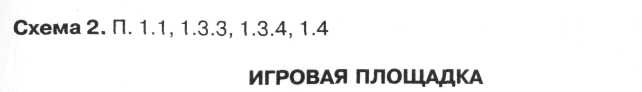 Схема 2. П. 1.1, 1.3.3, 1.3.4, 1.4
ИГРОВАЯ ПЛОЩАДКА